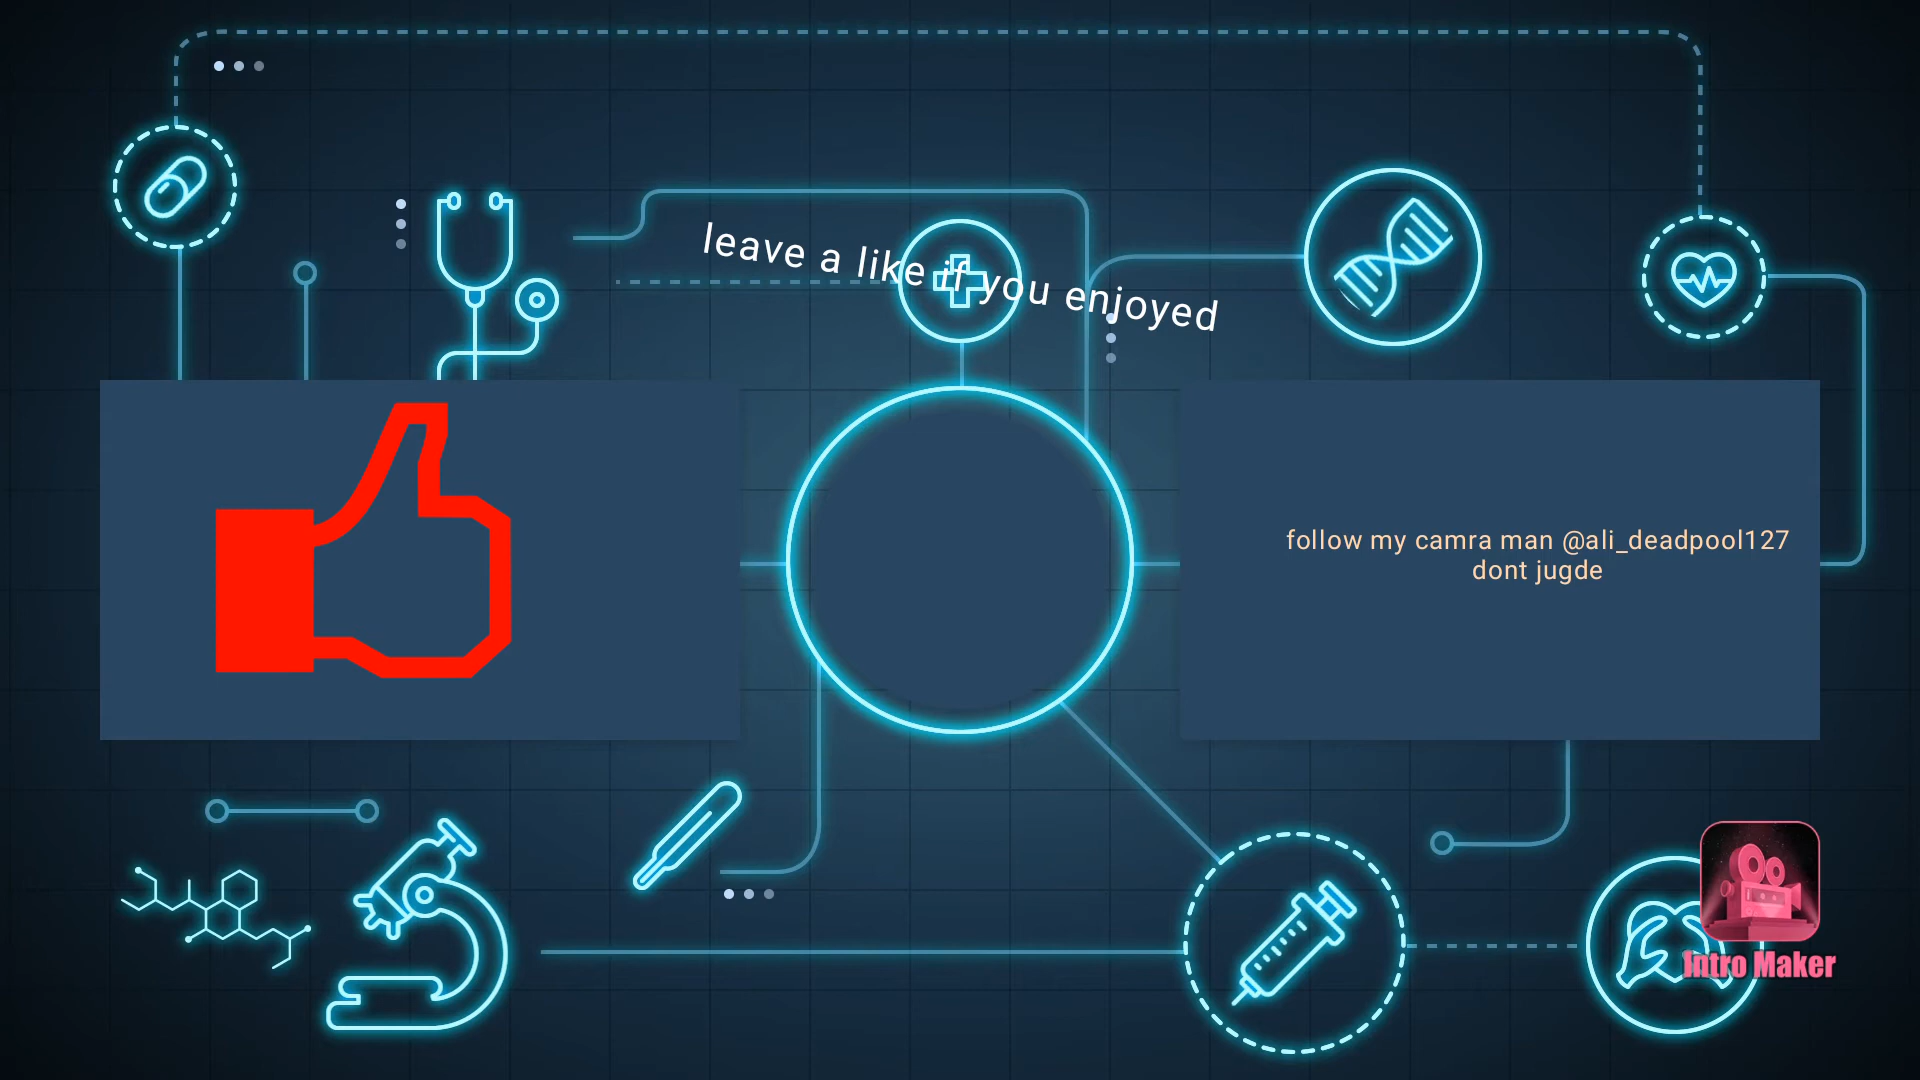 leave a like if you enjoyed
follow my camra man @ali_deadpool127
dont jugde
Intro Maker